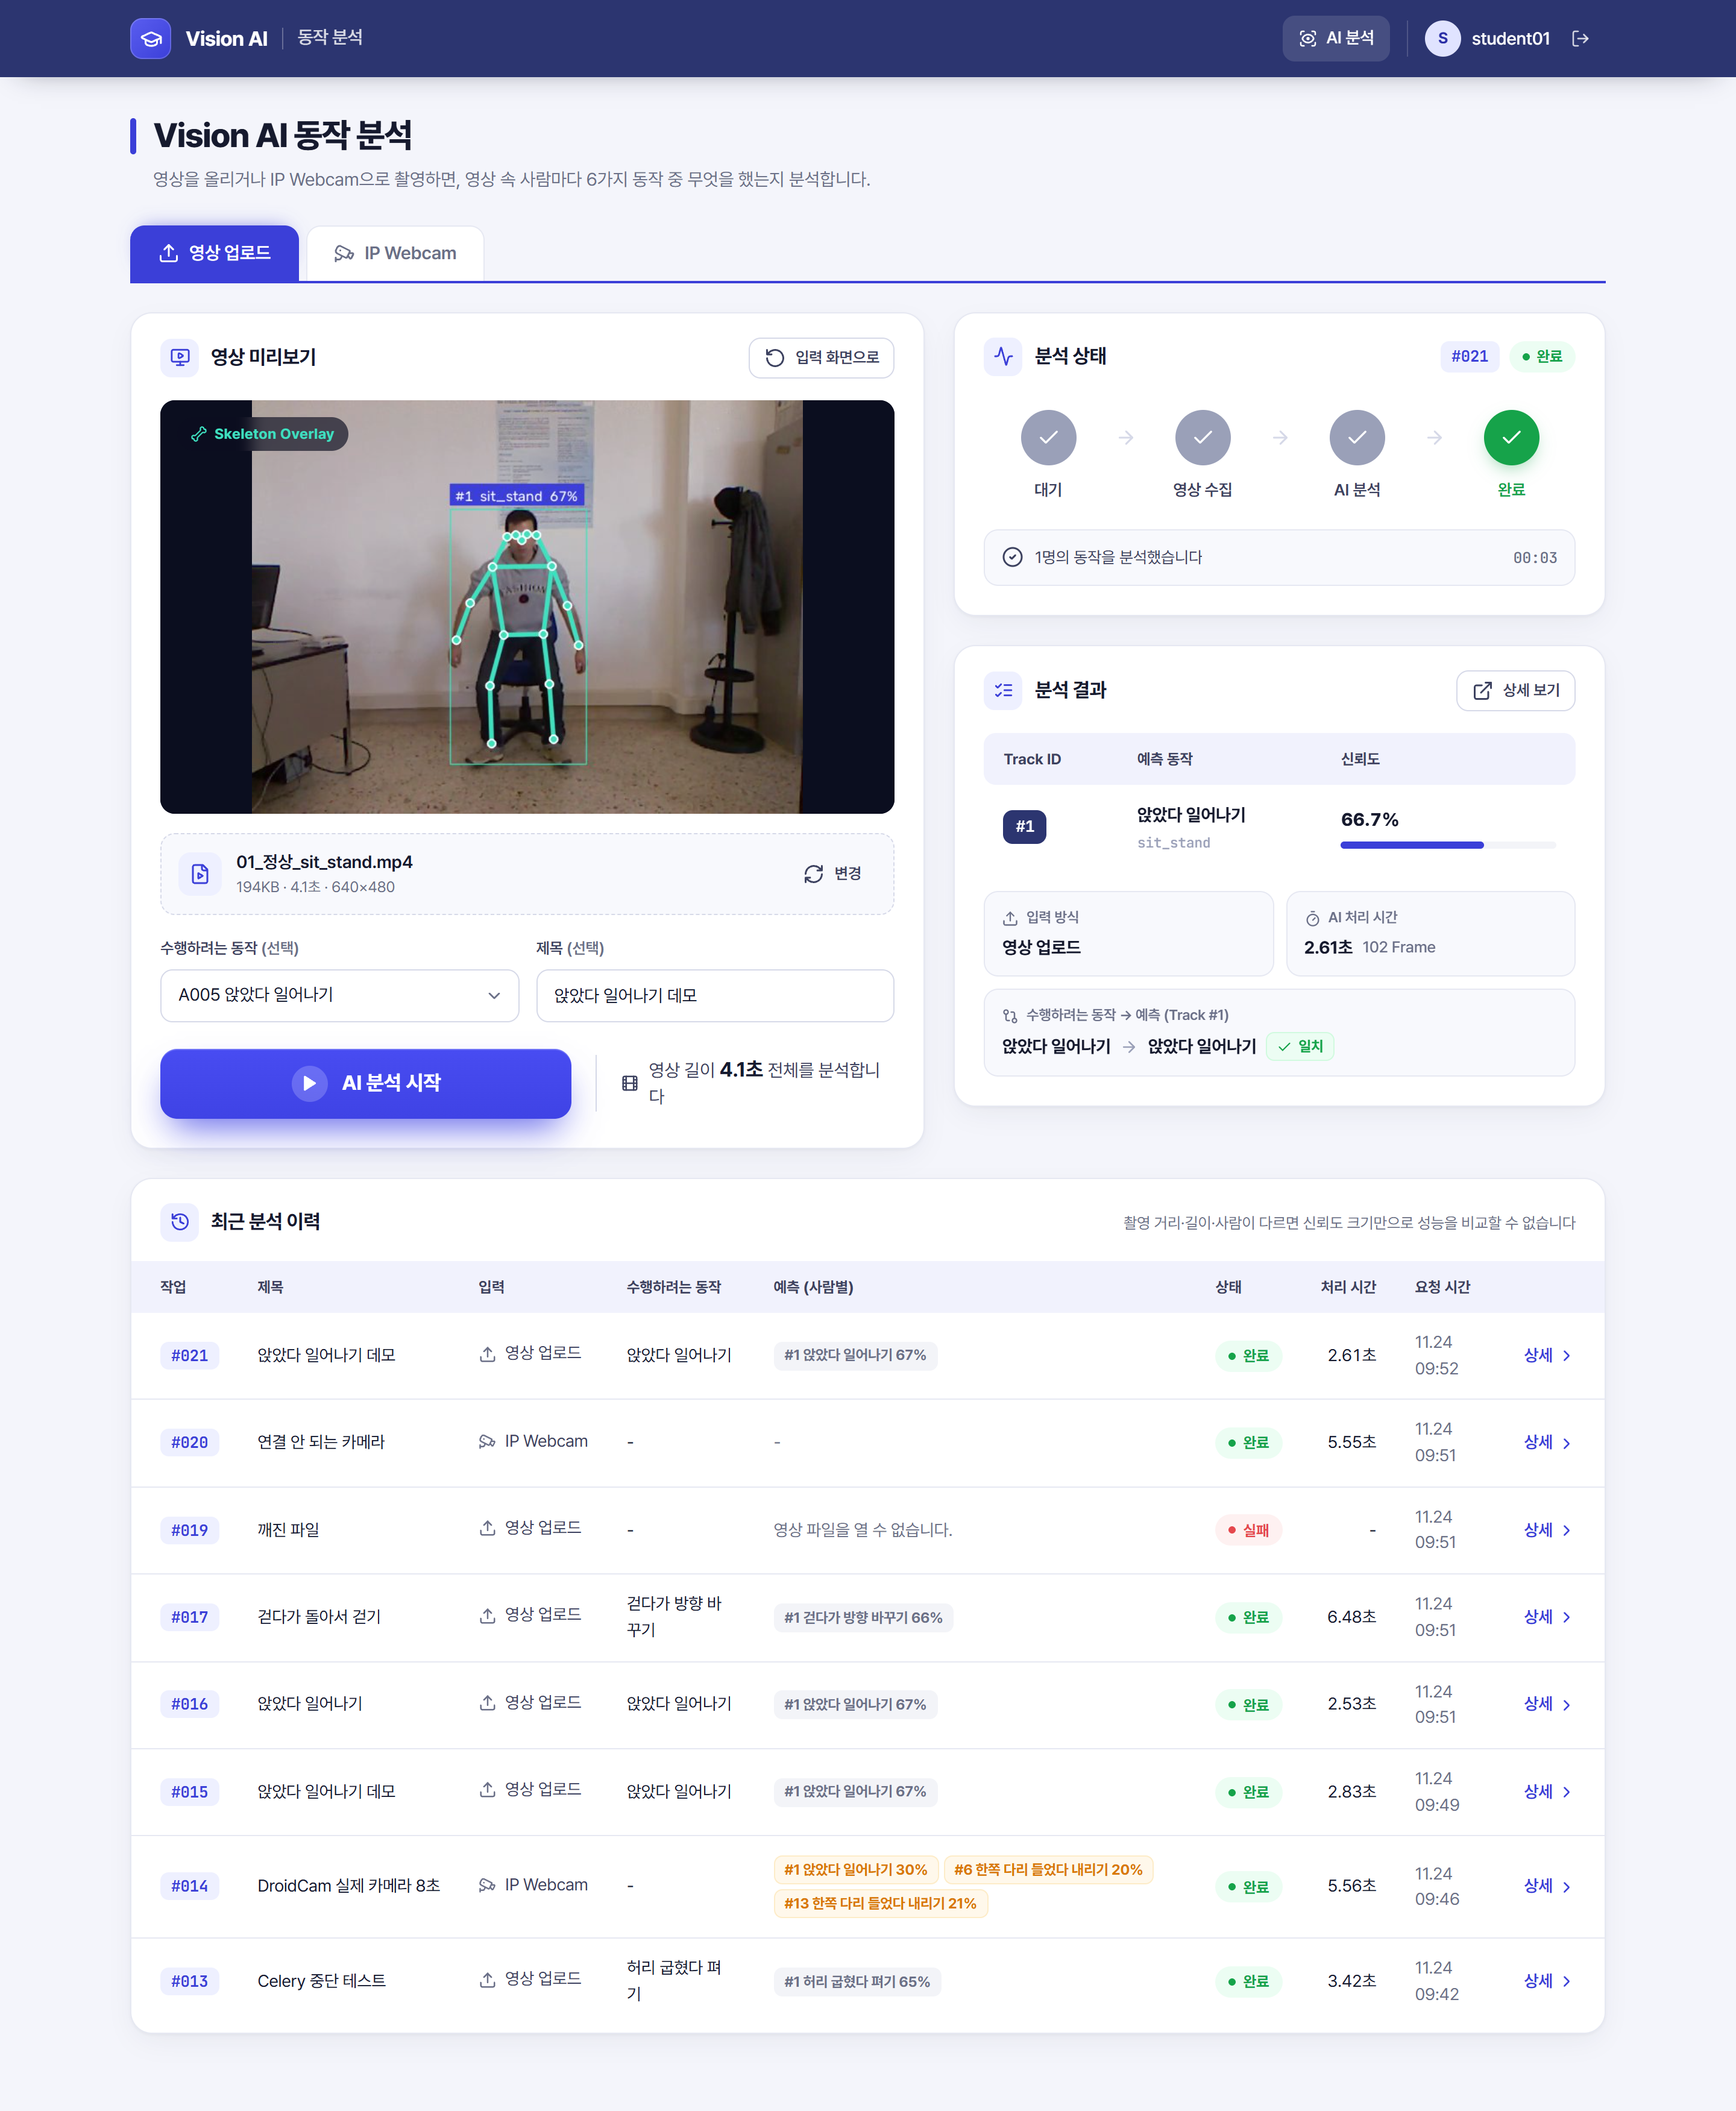 Vision AI
동작 분석
AI 분석
S
student01
Vision AI 동작 분석
영상을 올리거나 IP Webcam으로 촬영하면, 영상 속 사람마다 6가지 동작 중 무엇을 했는지 분석합니다.
영상 업로드
IP Webcam
영상 미리보기
입력 화면으로
Skeleton Overlay
#1 sit_stand 67%
FASHION
01_정상_sit_stand.mp4
194KB · 4.1초 · 640×480
변경
수행하려는 동작 (선택)
제목 (선택)
A005 앉았다 일어나기
앉았다 일어나기 데모
AI 분석 시작
영상 길이 4.1초 전체를 분석합니
다
분석 상태
#021
완료
대기
영상 수집
AI 분석
완료
1명의 동작을 분석했습니다
00:03
분석 결과
상세 보기
Track ID
예측 동작
신뢰도
#1
앉았다 일어나기
sit_stand
66.7%
입력 방식
영상 업로드
AI 처리 시간
2.61초 102 Frame
수행하려는 동작 → 예측 (Track #1)
앉았다 일어나기 → 앉았다 일어나기 일치
최근 분석 이력
촬영 거리·길이·사람이 다르면 신뢰도 크기만으로 성능을 비교할 수 없습니다
작업 제목 입력 수행하려는 동작 예측 (사람별) 상태 처리 시간 요청 시간
#021 앉았다 일어나기 데모 영상 업로드 앉았다 일어나기 #1 앉았다 일어나기 67% 완료 2.61초 11.24 상세
09:52
#020 연결 안 되는 카메라 IP Webcam - - 완료 5.55초 11.24 상세
09:51
#019 깨진 파일 영상 업로드 - 영상 파일을 열 수 없습니다. 실패 - 11.24 상세
09:51
#017 걷다가 돌아서 걷기 영상 업로드 걷다가 방향 바 #1 걷다가 방향 바꾸기 66% 완료 6.48초 11.24 상세
꾸기 09:51
#016 앉았다 일어나기 영상 업로드 앉았다 일어나기 #1 앉았다 일어나기 67% 완료 2.53초 11.24 상세
09:51
#015 앉았다 일어나기 데모 영상 업로드 앉았다 일어나기 #1 앉았다 일어나기 67% 완료 2.83초 11.24 상세
09:49
#014 DroidCam 실제 카메라 8초 IP Webcam - #1 앉았다 일어나기 30% #6 한쪽 다리 들었다 내리기 20% 완료 5.56초 11.24 상세
#13 한쪽 다리 들었다 내리기 21% 09:46
#013 Celery 중단 테스트 영상 업로드 허리 굽혔다 펴 #1 허리 굽혔다 펴기 65% 완료 3.42초 11.24 상세
기 09:42